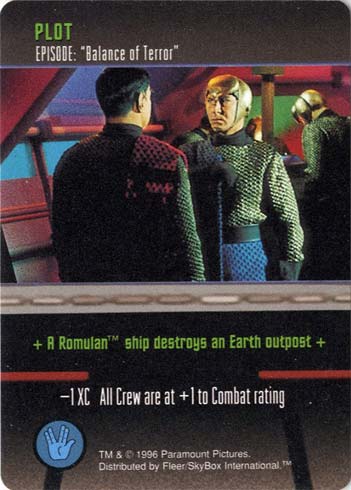 PLOT
EPISODE: "Balance of Terror"
+ A Romulan™ ship destroys an Earth outpost +
–1 XC All Crew are at +1 to Combat rating
TM & © 1996 Paramount Pictures.
Distributed by Fleer/SkyBox International.™